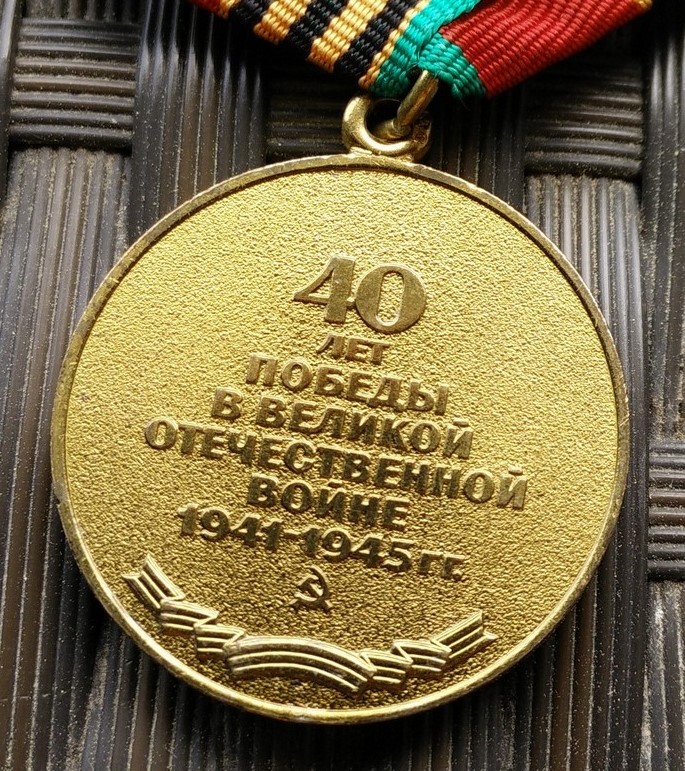 40
ЛЕТ
ПОБЕДЫ
В ВЕЛИКОЙ
ОТЕЧЕСТВЕННОЙ
ВОЙНЕ
1941-1945 гг.